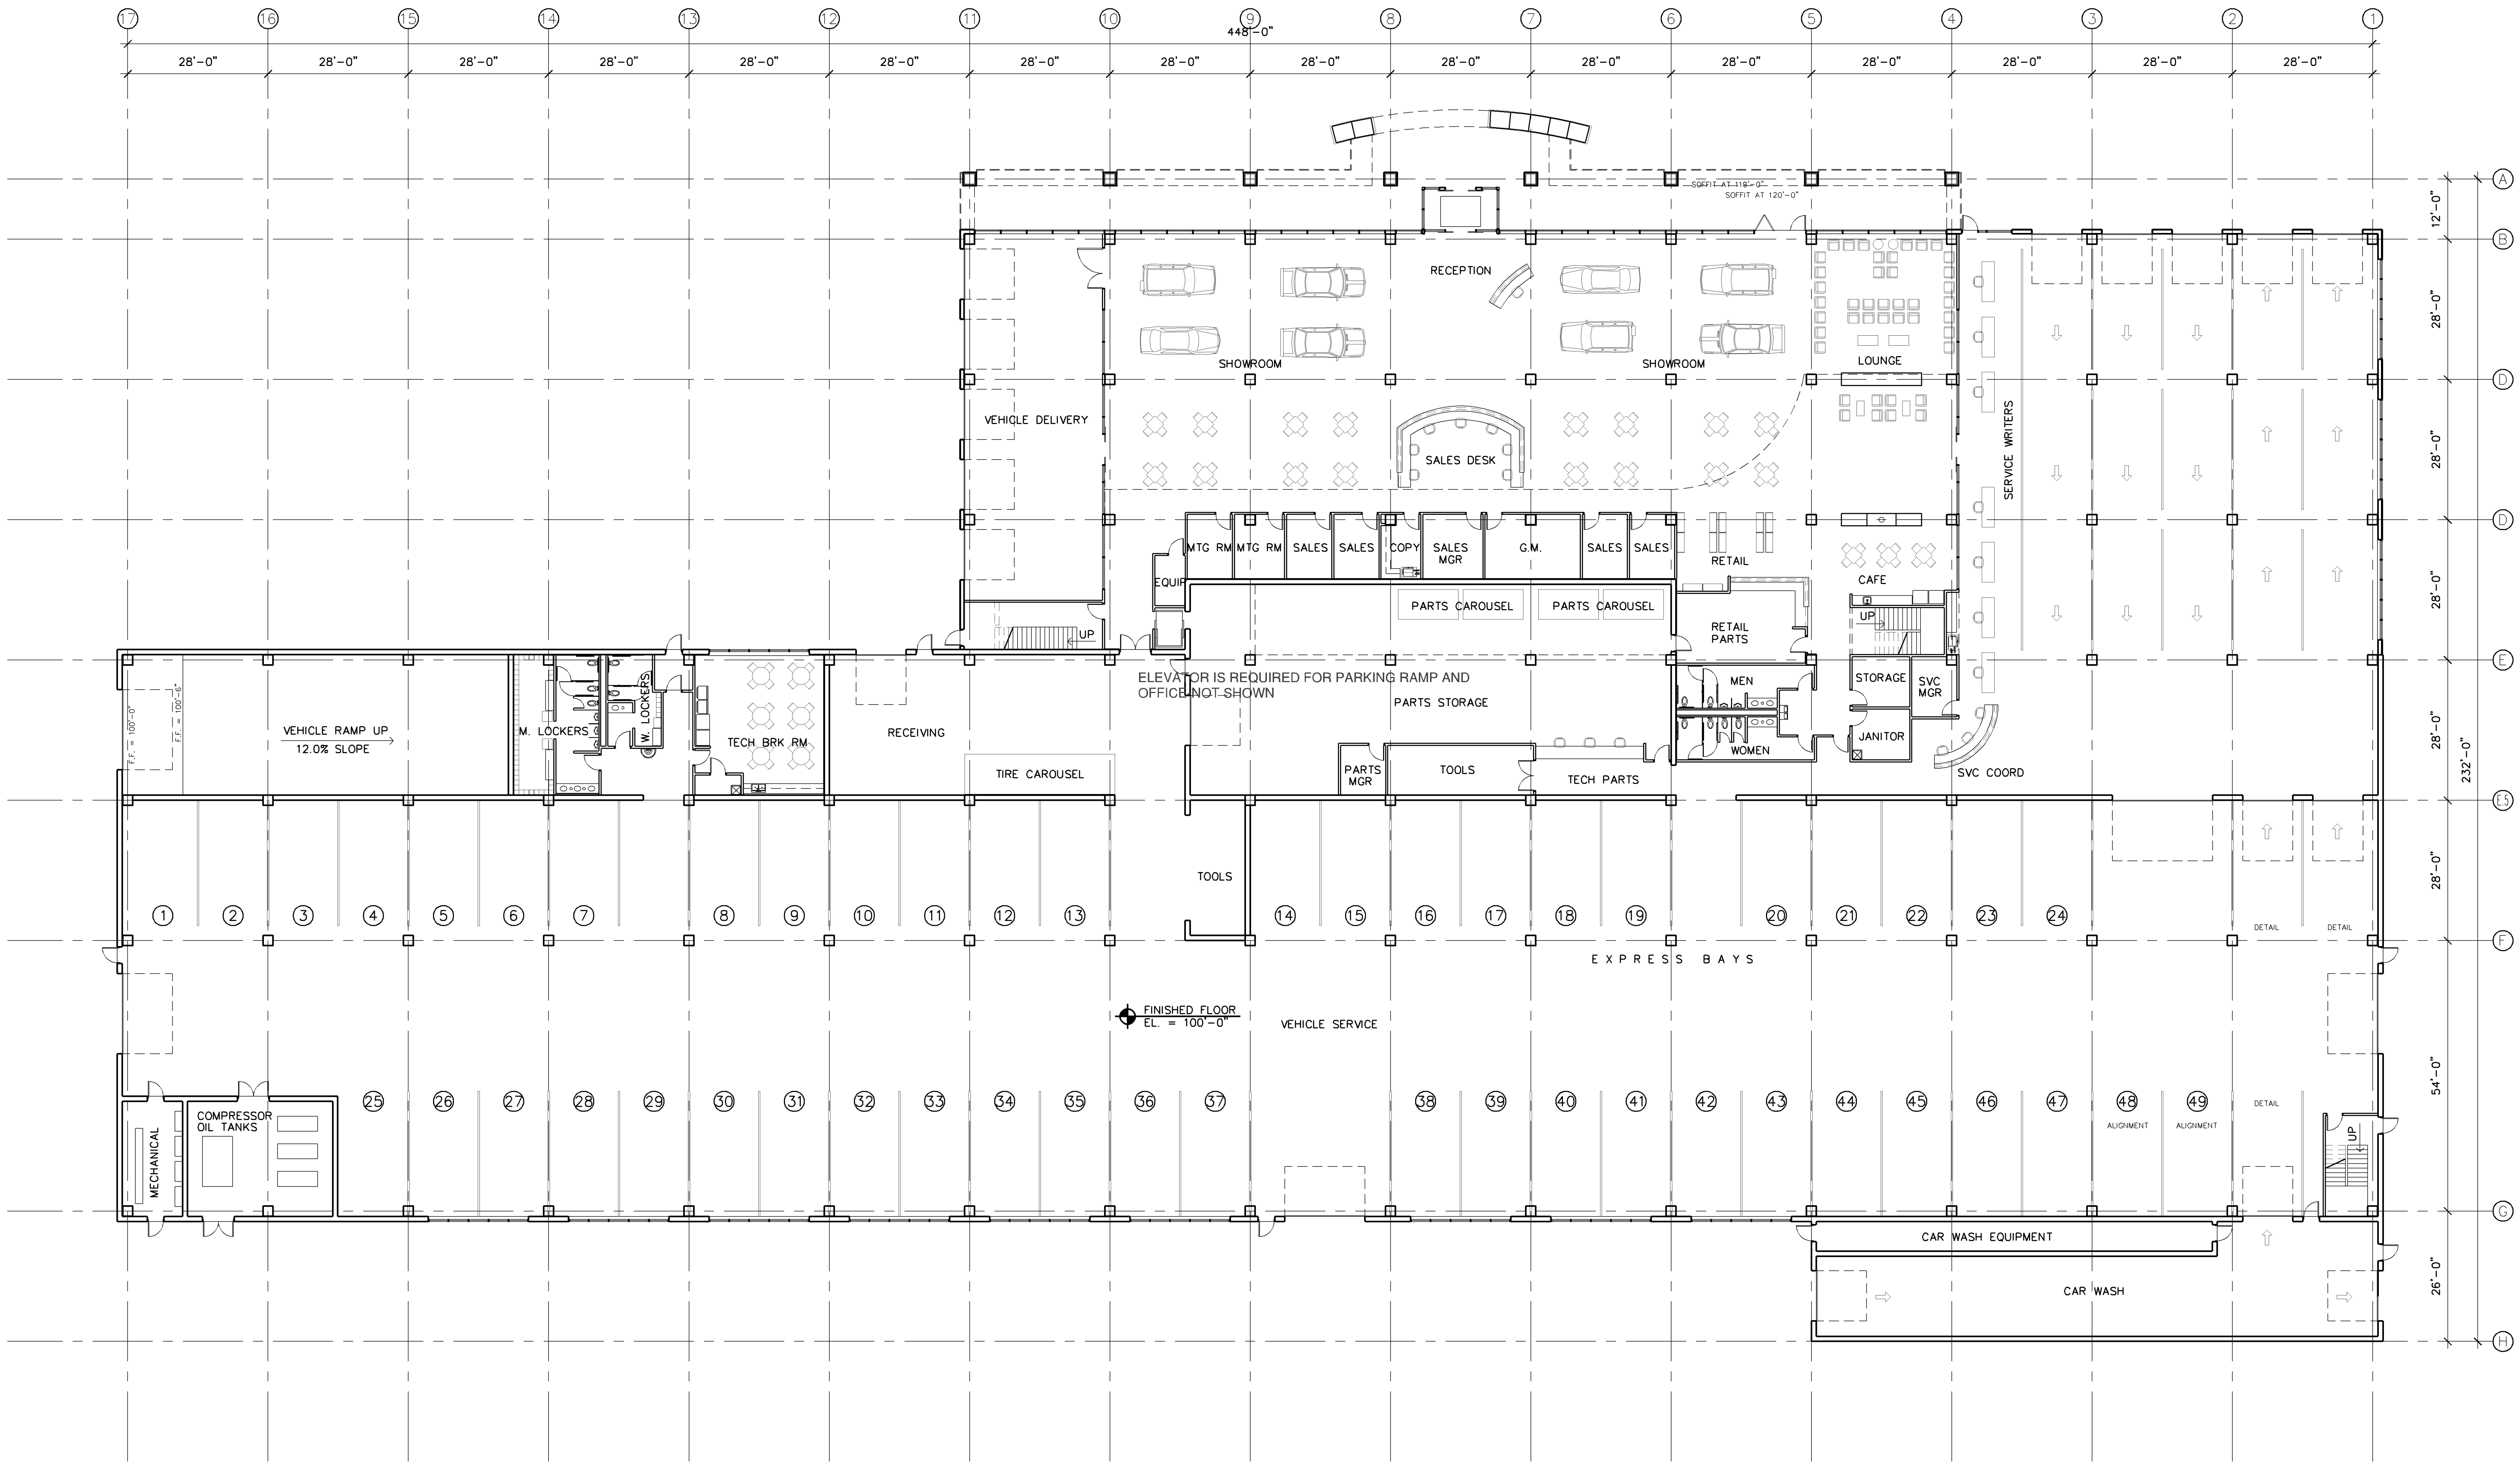 17 16 15 14 13 12 11 10 9 8 7 6 5 4 3 2 1
448'-0"
28'-0" 28'-0" 28'-0" 28'-0" 28'-0" 28'-0" 28'-0" 28'-0" 28'-0" 28'-0" 28'-0" 28'-0" 28'-0" 28'-0" 28'-0" 28'-0"
A
SOFFIT AT 119'-0"
SOFFIT AT 120'-0"
12'-0"
B
RECEPTION
28'-0"
SHOWROOM
SHOWROOM
LOUNGE
D
VEHICLE DELIVERY
SERVICE WRITERS
28'-0"
SALES DESK
D
MTG RM
MTG RM
SALES
SALES
COPY
SALES
MGR
G.M.
SALES
SALES
RETAIL
EQUIP
CAFE
28'-0"
PARTS CAROUSEL
PARTS CAROUSEL
UP
UP
RETAIL
PARTS
E
ELEVATOR IS REQUIRED FOR PARKING RAMP AND
OFFICE NOT SHOWN
MEN
STORAGE
SVC
MGR
F.F. = 100'-0"
F.F. = 100'-6"
VEHICLE RAMP UP
12.0% SLOPE
M. LOCKERS
W. LOCKERS
TECH BRK RM
RECEIVING
PARTS STORAGE
28'-0"
232'-0"
WOMEN
JANITOR
TIRE CAROUSEL
PARTS
MGR
TOOLS
TECH PARTS
SVC COORD
E.5
28'-0"
TOOLS
1 2 3 4 5 6 7 8 9 10 11 12 13 14 15 16 17 18 19 20 21 22 23 24
DETAIL
DETAIL
F
EXPRESS BAYS
FINISHED FLOOR
EL. = 100'-0"
VEHICLE SERVICE
54'-0"
25 26 27 28 29 30 31 32 33 34 35 36 37 38 39 40 41 42 43 44 45 46 47 48 49
DETAIL
COMPRESSOR
OIL TANKS
ALIGNMENT
ALIGNMENT
UP
MECHANICAL
G
CAR WASH EQUIPMENT
26'-0"
CAR WASH
H